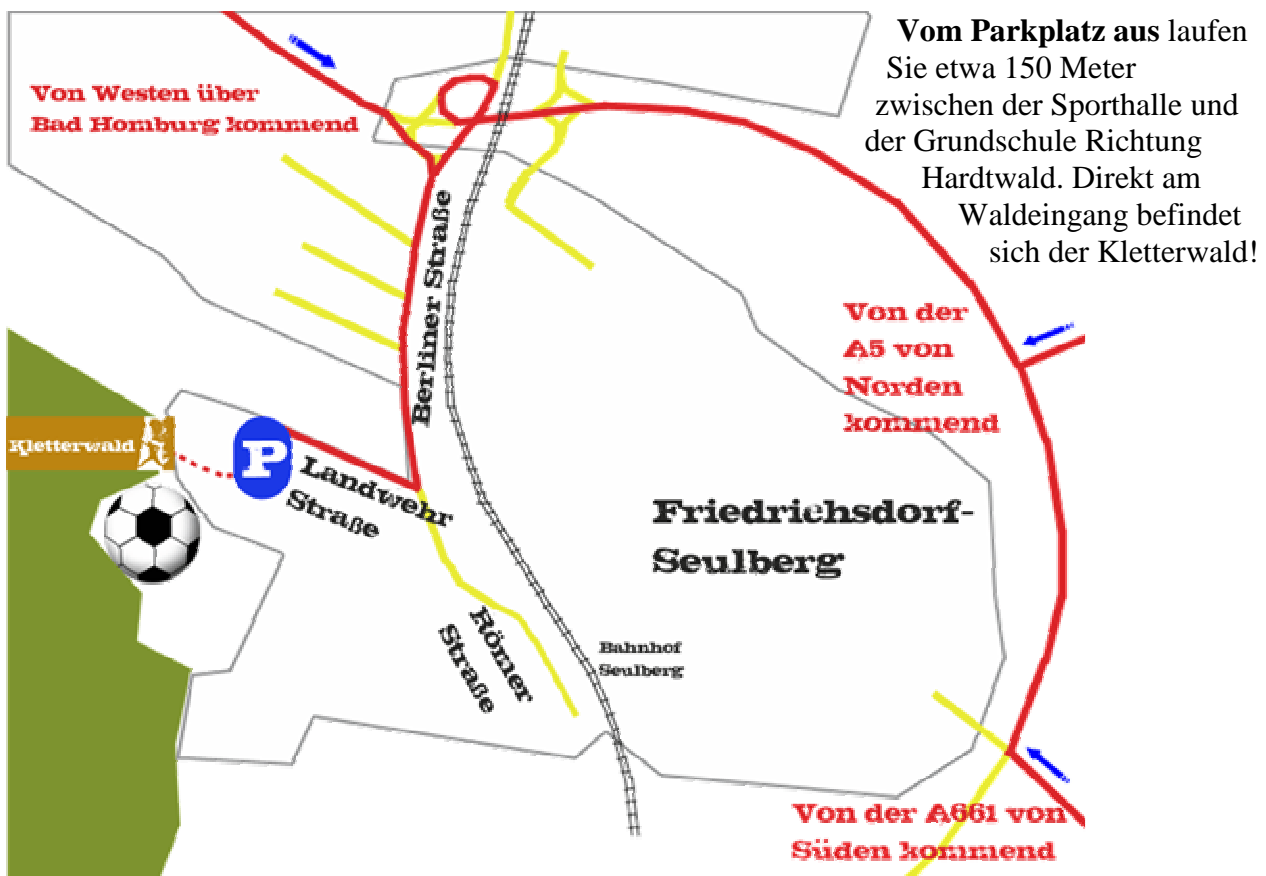 Vom Parkplatz aus laufen
Sie etwa 150 Meter
zwischen der Sporthalle und
der Grundschule Richtung
Hardtwald. Direkt am
Waldeingang befindet
sich der Kletterwald!
Von Westen über
Bad Homburg kommend
Berliner Straße
Von der
A5 von
Norden
kommend
Kletterwald
P
Landwehr
Straße
Friedrichsdorf-
Seulberg
Römer
Straße
Bahnhof
Seulberg
Von der A661 von
Süden kommend